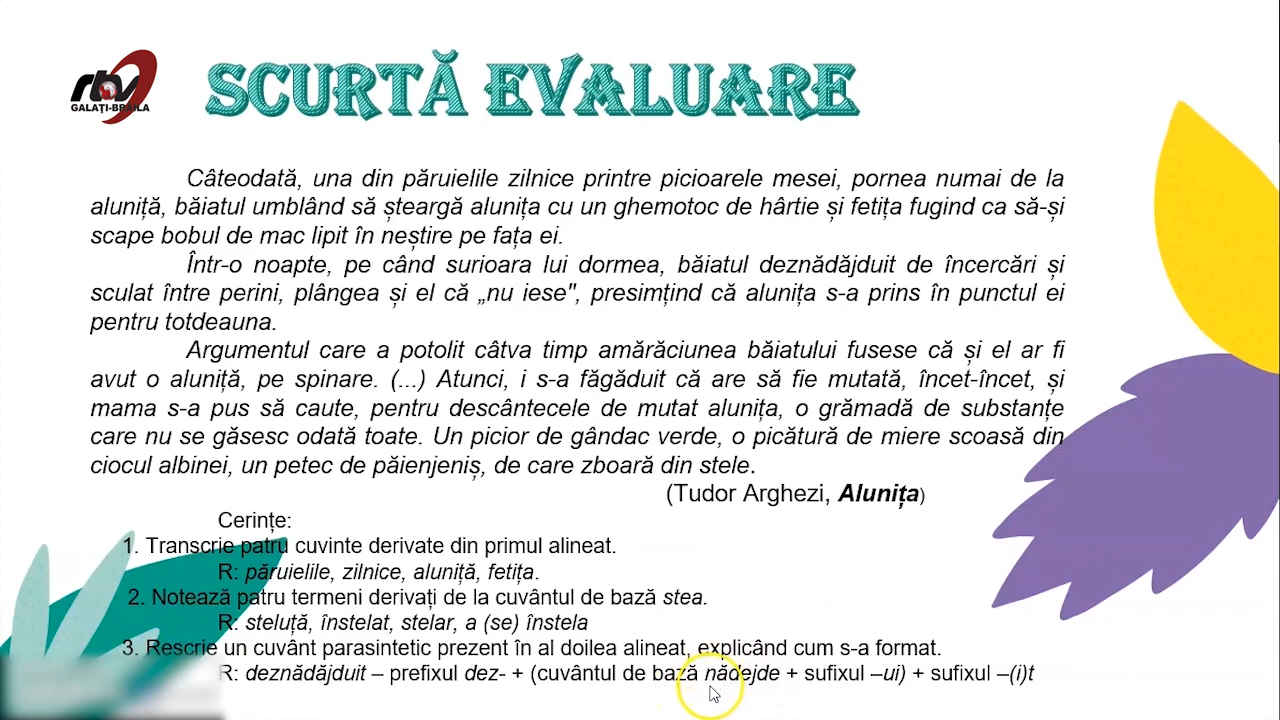 rtv
GALAȚI-BRĂILA
SCURTĂ EVALUARE
Câteodată, una din păruielile zilnice printre picioarele mesei, pornea numai de la
aluniță, băiatul umblând să șteargă alunița cu un ghemotoc de hârtie și fetița fugind ca să-și
scape bobul de mac lipit în neștire pe fața ei.
Într-o noapte, pe când surioara lui dormea, băiatul deznădăjduit de încercări și
sculat între perini, plângea și el că „nu iese", presimțind că alunița s-a prins în punctul ei
pentru totdeauna.
Argumentul care a potolit câtva timp amărăciunea băiatului fusese că și el ar fi
avut o aluniță, pe spinare. (...) Atunci, i s-a făgăduit că are să fie mutată, încet-încet, și
mama s-a pus să caute, pentru descântecele de mutat alunița, o grămadă de substanțe
care nu se găsesc odată toate. Un picior de gândac verde, o picătură de miere scoasă din
ciocul albinei, un petec de păienjeniș, de care zboară din stele.
(Tudor Arghezi, Alunița)
Cerințe:
1. Transcrie patru cuvinte derivate din primul alineat.
R: păruielile, zilnice, aluniță, fetița.
2. Notează patru termeni derivați de la cuvântul de bază stea.
R: steluță, înstelat, stelar, a (se) înstela
3. Rescrie un cuvânt parasintetic prezent în al doilea alineat, explicând cum s-a format.
R: deznădăjduit – prefixul dez- + (cuvântul de bază nădejde + sufixul –ui) + sufixul –(i)t